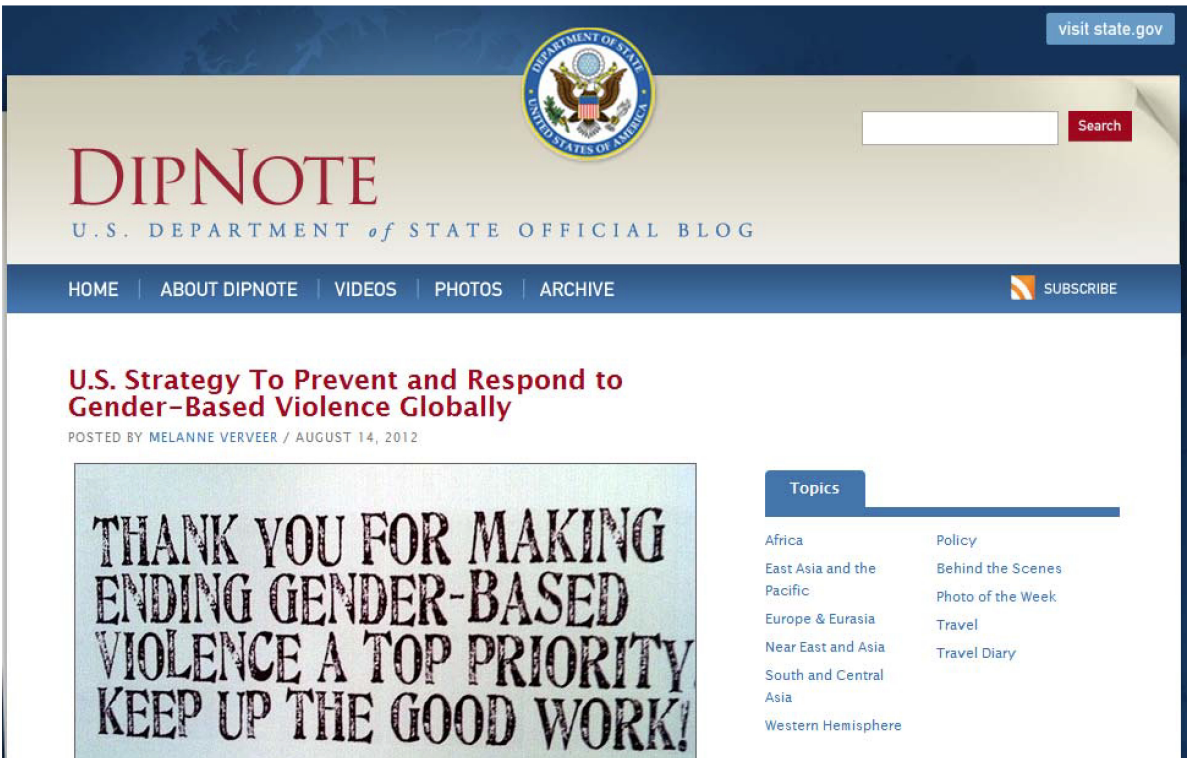 visit state.gov
DEPARTMENT OF STATE
UNITED STATES OF AMERICA
Search
DIPNOTE
U.S. DEPARTMENT of STATE OFFICIAL BLOG
HOME | ABOUT DIPNOTE | VIDEOS | PHOTOS | ARCHIVE
SUBSCRIBE
U.S. Strategy To Prevent and Respond to
Gender-Based Violence Globally
POSTED BY MELANNE VERVEER / AUGUST 14, 2012
THANK YOU FOR MAKING
ENDING GENDER-BASED
VIOLENCE A TOP PRIORITY.
KEEP UP THE GOOD WORK!
Topics
Africa
East Asia and the
Pacific
Europe & Eurasia
Near East and Asia
South and Central
Asia
Western Hemisphere
Policy
Behind the Scenes
Photo of the Week
Travel
Travel Diary